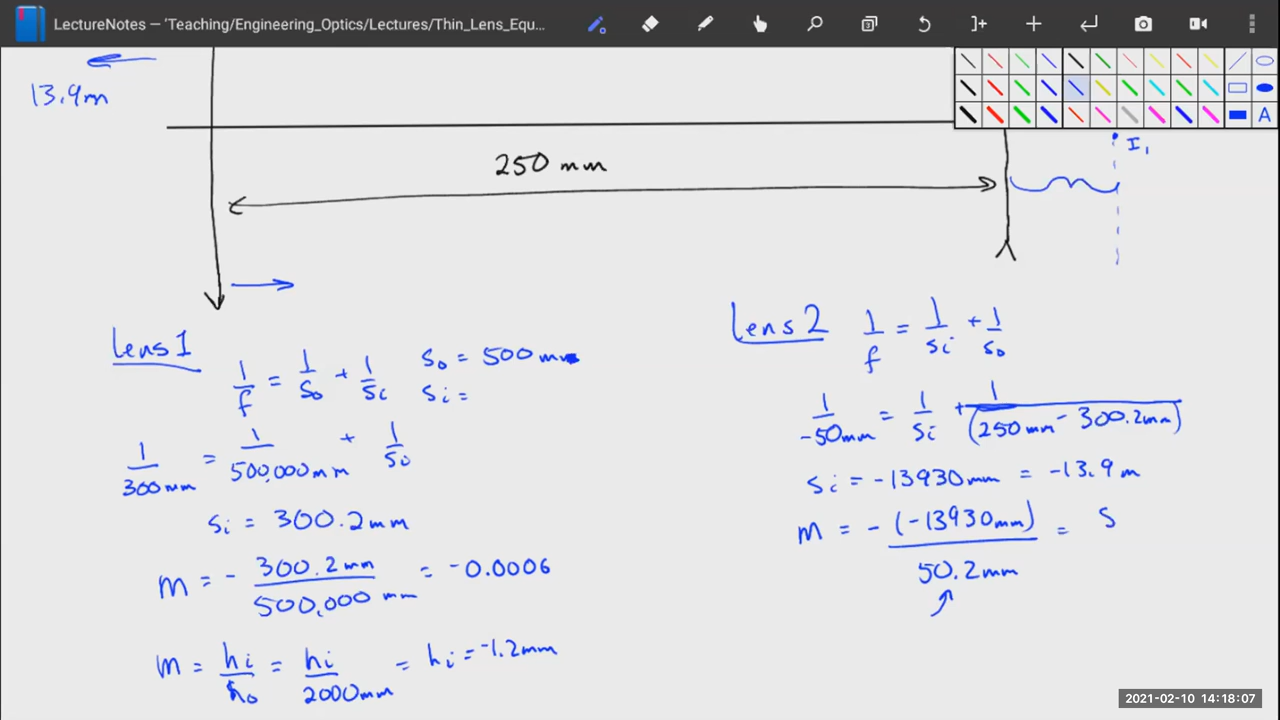 LectureNotes — 'Teaching/Engineering_Optics/Lectures/Thin_Lens_Equ...
13.9m
250 mm
I1
Lens 1
1/f = 1/so + 1/si
so = 500 mm
si =
1/300mm = 1/500,000mm + 1/so
si = 300.2mm
m = - 300.2mm/500,000 mm = -0.0006
m = hi/ho = hi/2000mm = hi = -1.2mm
Lens 2
1/f = 1/si + 1/so
1/-50mm = 1/si + 1/(250mm - 300.2mm)
si = -13930mm = -13.9m
m = - (-13930mm)/50.2mm = S
A
2021-02-10 14:18:07